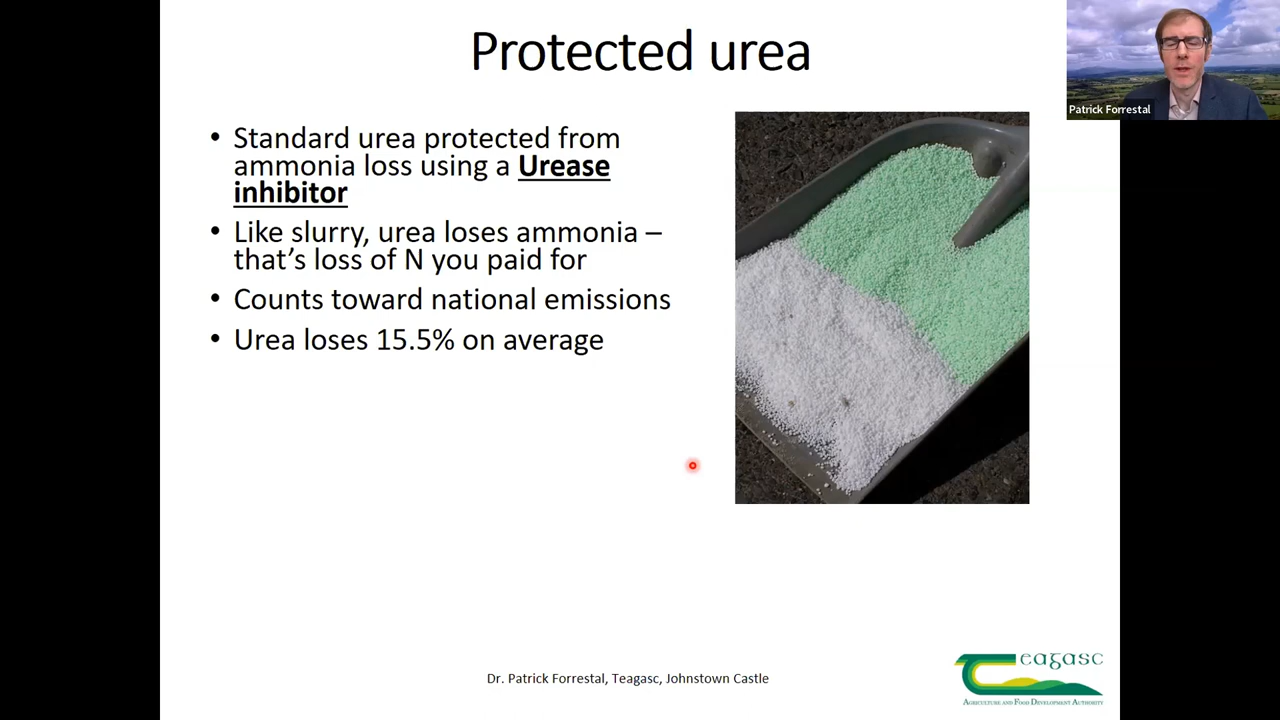 Protected urea
Patrick Forrestal
• Standard urea protected from
ammonia loss using a Urease
inhibitor
• Like slurry, urea loses ammonia –
that's loss of N you paid for
• Counts toward national emissions
• Urea loses 15.5% on average
Dr. Patrick Forrestal, Teagasc, Johnstown Castle
eagasc
AGRICULTURE AND FOOD DEVELOPMENT AUTHORITY